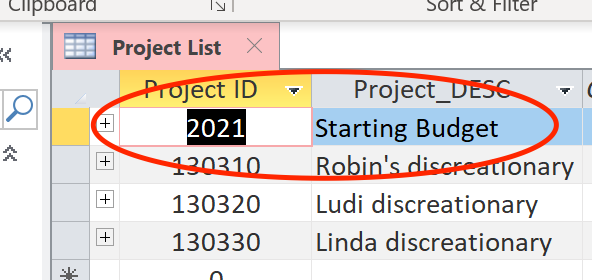 Clipboard Sort & Filter
Project List
Project ID Project_DESC
2021 Starting Budget
130310 Robin's discreationary
130320 Ludi discreationary
130330 Linda discreationary
0